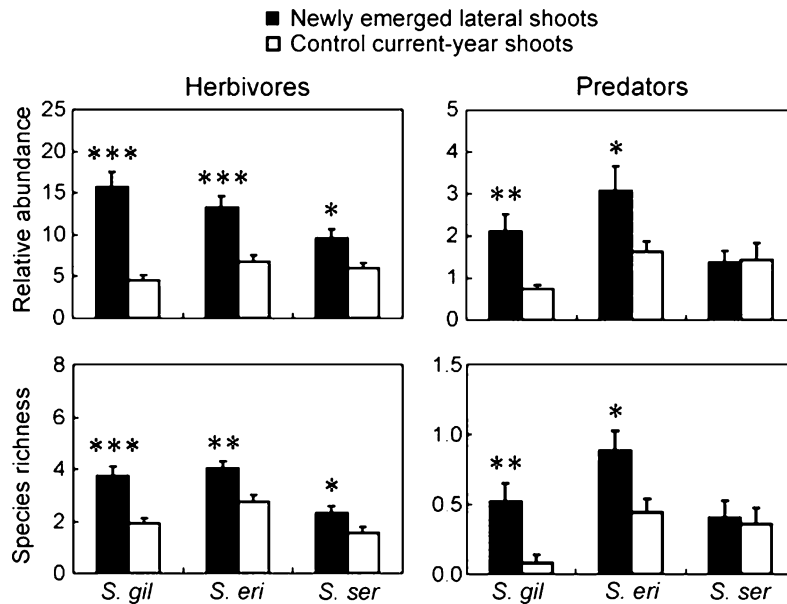 Newly emerged lateral shoots
Control current-year shoots
Herbivores
Predators
Relative abundance
25
20
15
10
5
0
***
***
*
5
4
3
2
1
0
**
*
Species richness
8
6
4
2
0
***
**
*
S. gil
S. eri
S. ser
1.5
1.0
0.5
0.0
**
*
S. gil
S. eri
S. ser